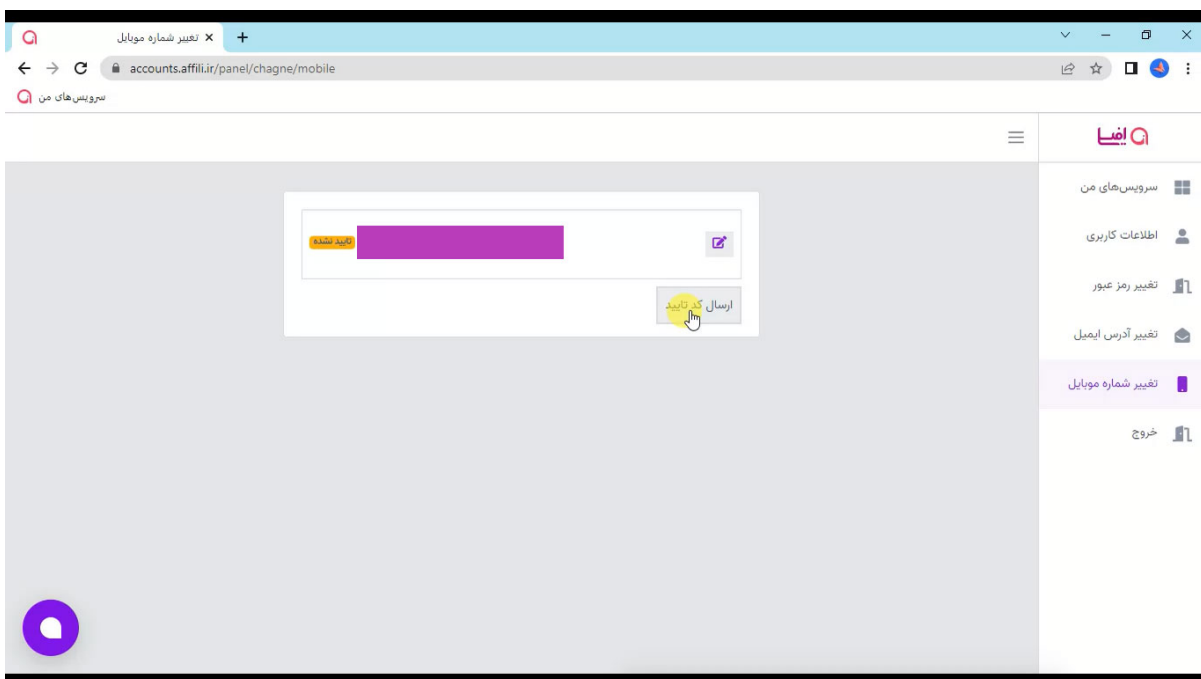 تغییر شماره موبایل
accounts.affili.ir/panel/chagne/mobile
سرویس‌های من
افیلی
سرویس‌های من
اطلاعات کاربری
تغییر رمز عبور
تغییر آدرس ایمیل
تغییر شماره موبایل
خروج
تایید نشده
ارسال کد تایید